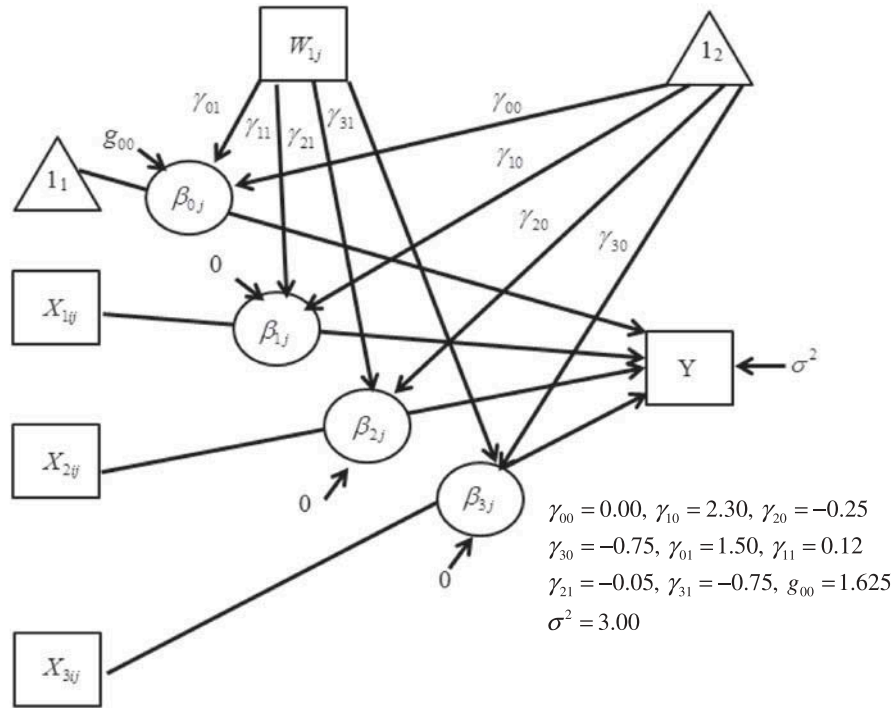 W₁ⱼ
1₂
γ₀₁
γ₁₁
γ₂₁
γ₃₁
γ₀₀
g₀₀
1₁
β₀ⱼ
γ₁₀
γ₂₀
γ₃₀
0
X₁ᵢⱼ
β₁ⱼ
Y
σ²
β₂ⱼ
X₂ᵢⱼ
0
β₃ⱼ
0
X₃ᵢⱼ
γ₀₀ = 0.00, γ₁₀ = 2.30, γ₂₀ = −0.25
γ₃₀ = −0.75, γ₀₁ = 1.50, γ₁₁ = 0.12
γ₂₁ = −0.05, γ₃₁ = −0.75, g₀₀ = 1.625
σ² = 3.00